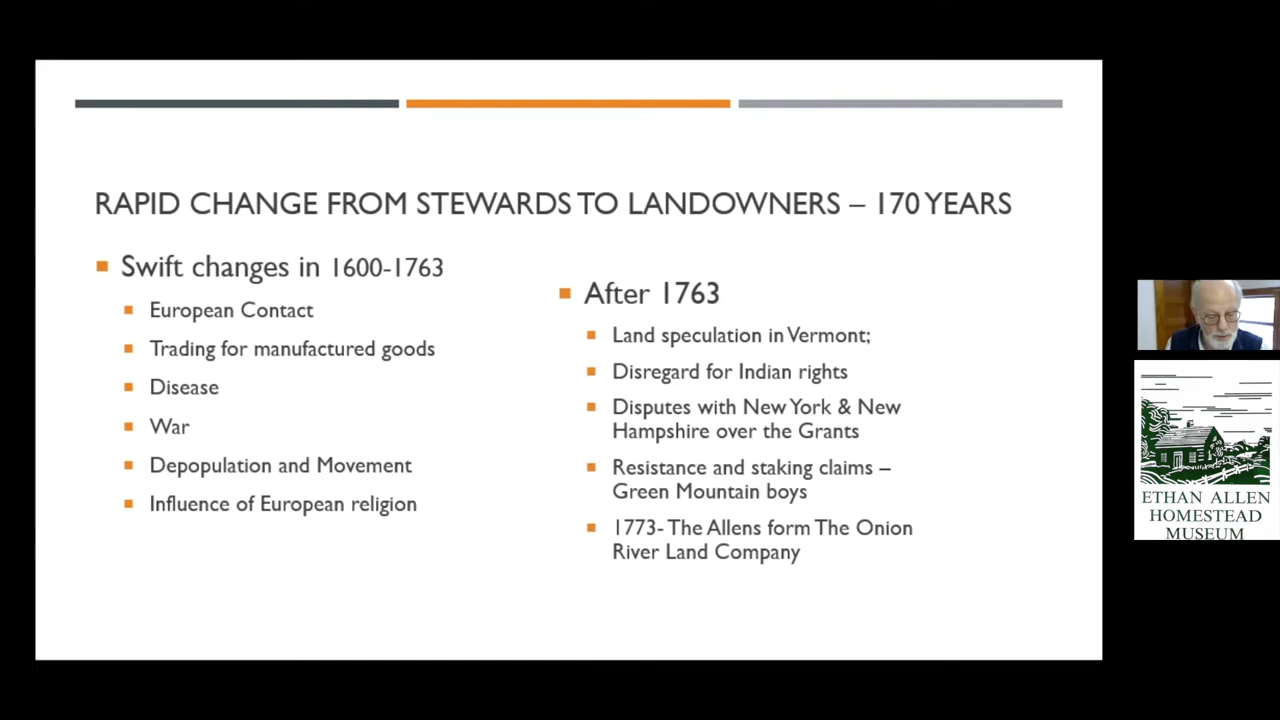 RAPID CHANGE FROM STEWARDS TO LANDOWNERS – 170 YEARS
Swift changes in 1600-1763
European Contact
Trading for manufactured goods
Disease
War
Depopulation and Movement
Influence of European religion
After 1763
Land speculation in Vermont;
Disregard for Indian rights
Disputes with New York & New
Hampshire over the Grants
Resistance and staking claims –
Green Mountain boys
1773- The Allens form The Onion
River Land Company
ETHAN ALLEN
HOMESTEAD
MUSEUM